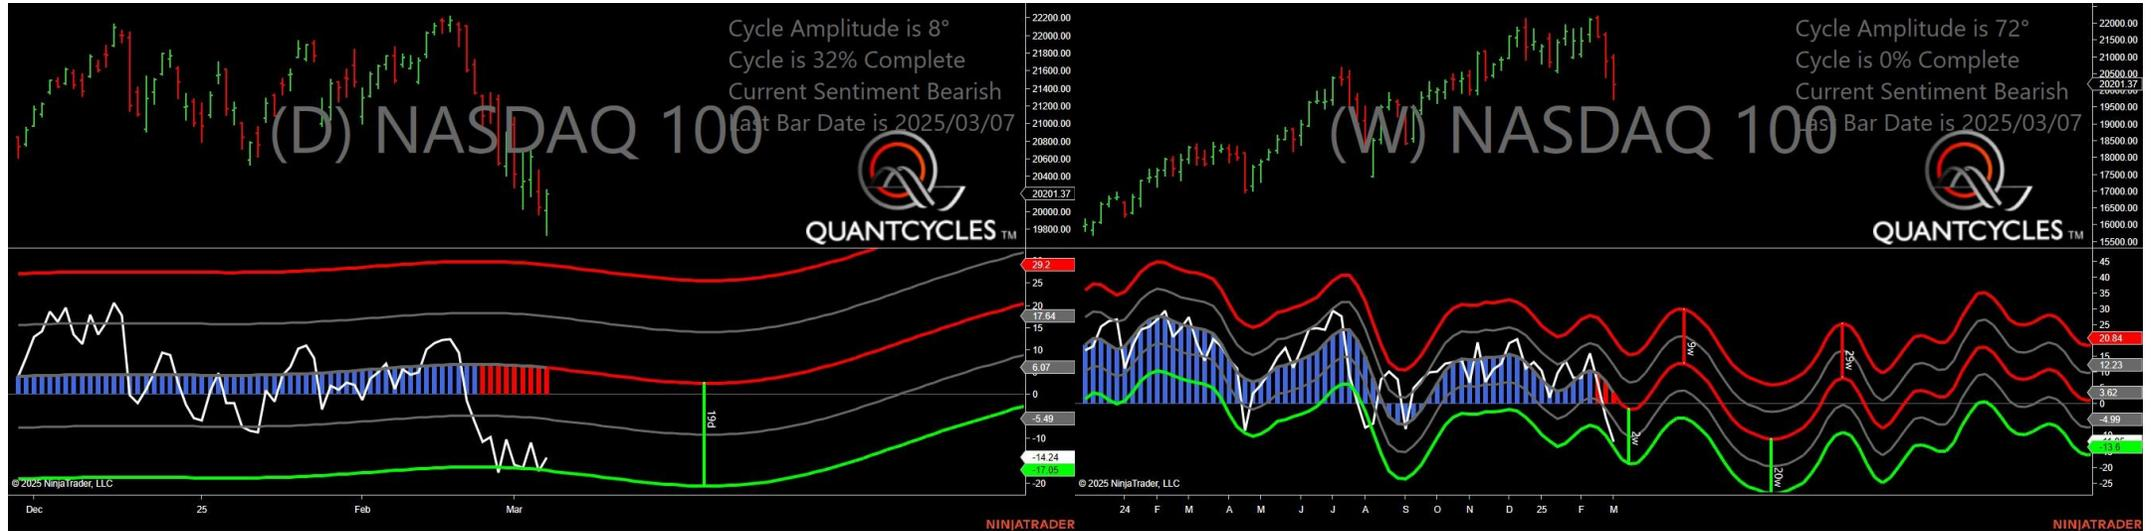 Cycle Amplitude is 8°
Cycle is 32% Complete
Current Sentiment Bearish
Last Bar Date is 2025/03/07
(D) NASDAQ 100
QUANTCYCLES TM
22200.00
22000.00
21800.00
21600.00
21400.00
21200.00
21000.00
20800.00
20600.00
20400.00
20201.37
20000.00
19800.00
29.2
25
20
17.64
15
10
6.07
0
-5.49
-10
-14.24
-17.05
-20
19d
© 2025 NinjaTrader, LLC
Dec 25 Feb Mar
NINJATRADER
Cycle Amplitude is 72°
Cycle is 0% Complete
Current Sentiment Bearish
Last Bar Date is 2025/03/07
(W) NASDAQ 100
QUANTCYCLES TM
22000.00
21500.00
21000.00
20500.00
20201.37
19500.00
19000.00
18500.00
18000.00
17500.00
17000.00
16500.00
16000.00
15500.00
45
40
35
30
25
20.84
15
12.23
3.62
0
-4.99
-13.6
-20
-25
9w
29w
2w
20w
© 2025 NinjaTrader, LLC
24 F M A M J J A S O N D 25 F M
NINJATRADER